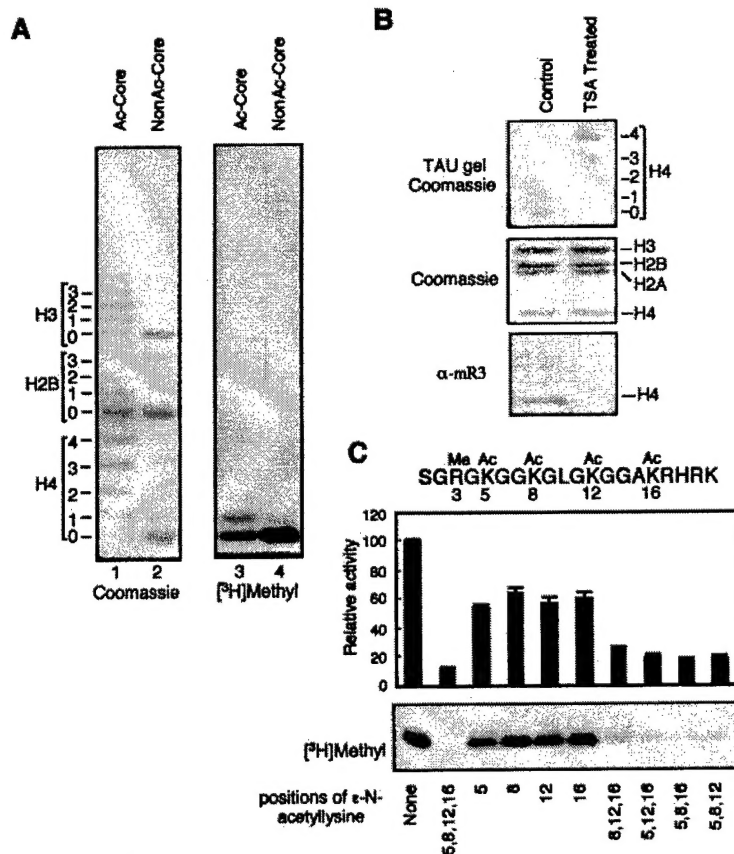 A
Ac-Core
NonAc-Core
Ac-Core
NonAc-Core
H3
3
2
1
0
H2B
3
2
1
0
H4
4
3
2
1
0
1 2
Coomassie
3 4
[³H]Methyl
B
Control
TSA Treated
TAU gel
Coomassie
-4
-3
-2
-1
-0
H4
Coomassie
H3
H2B
H2A
H4
α-mR3
H4
C
Me Ac Ac Ac Ac
SGRGKGGKGLGKGGAKRHRK
3 5 8 12 16
Relative activity
120
100
80
60
40
20
0
[³H]Methyl
positions of ε-N-
acetyllysine
None
5,8,12,16
5
8
12
16
8,12,16
5,12,16
5,8,16
5,8,12